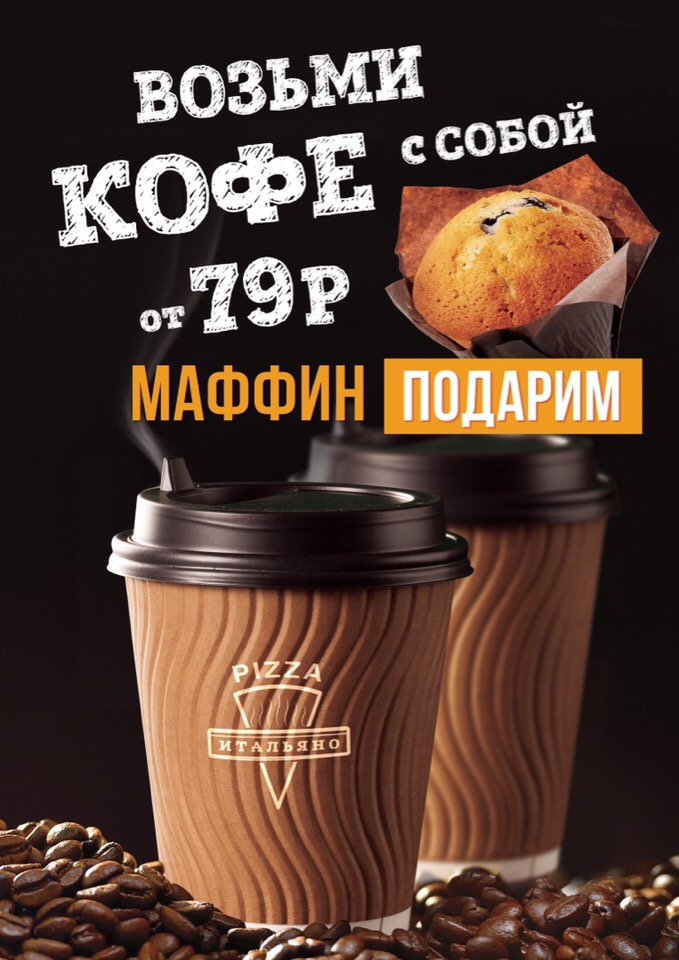 ВОЗЬМИ
КОФЕ с СОБОЙ
от 79Р
МАФФИН ПОДАРИМ
PIZZA
ИТАЛЬЯНО